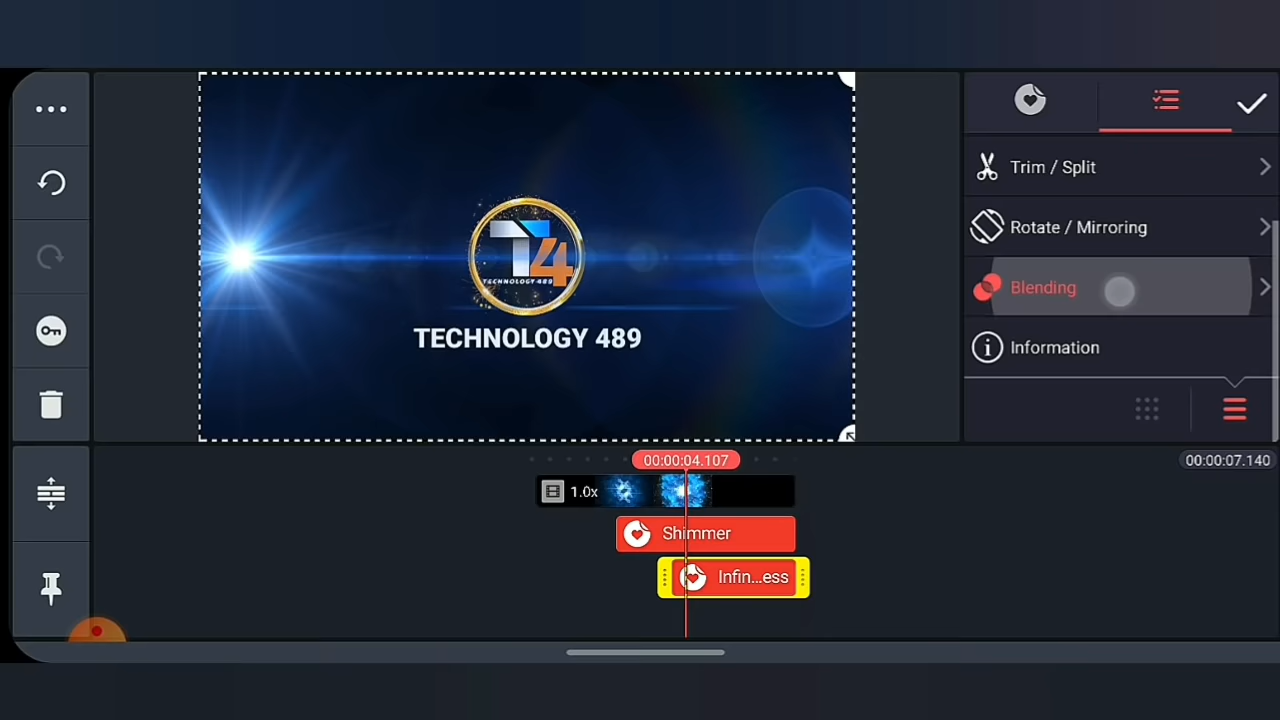 Trim / Split
Rotate / Mirroring
Blending
Information
T4
TECHNOLOGY 489
TECHNOLOGY 489
00:00:04.107
00:00:07.140
1.0x
Shimmer
Infin...ess